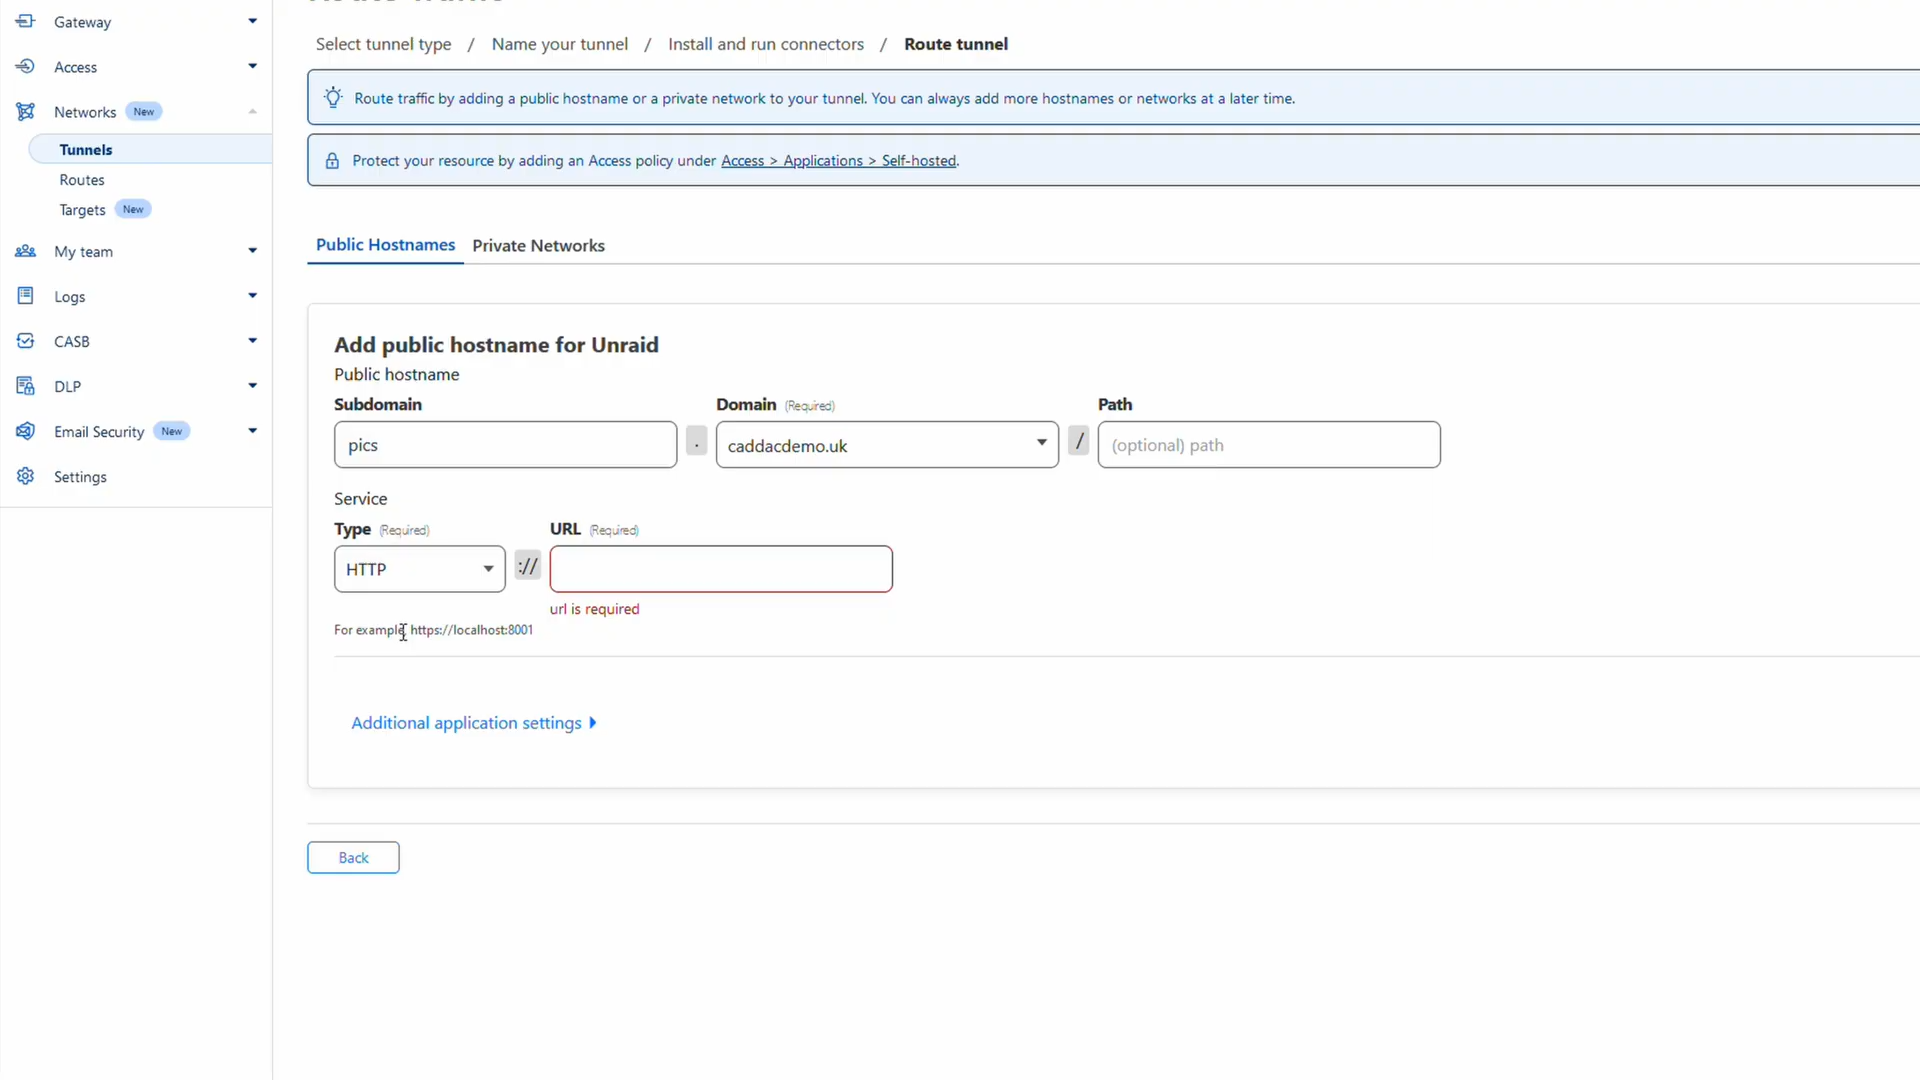 Gateway
Access
Networks New
Tunnels
Routes
Targets New
My team
Logs
CASB
DLP
Email Security New
Settings
Select tunnel type / Name your tunnel / Install and run connectors / Route tunnel
Route traffic by adding a public hostname or a private network to your tunnel. You can always add more hostnames or networks at a later time.
Protect your resource by adding an Access policy under Access > Applications > Self-hosted.
Public Hostnames Private Networks
Add public hostname for Unraid
Public hostname
Subdomain Domain (Required) Path
pics . caddacdemo.uk / (optional) path
Service
Type (Required) URL (Required)
HTTP ://
url is required
For example, https://localhost:8001
Additional application settings
Back